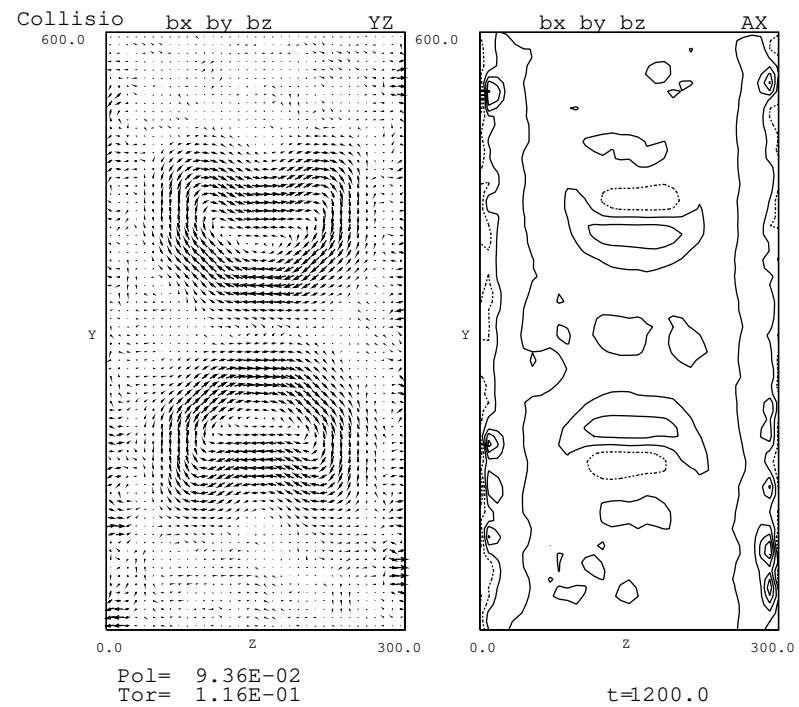 Collisio bx by bz YZ bx by bz AX
600.0 600.0
Y Y
0.0 Z 300.0 0.0 Z 300.0
Pol= 9.36E-02
Tor= 1.16E-01 t=1200.0